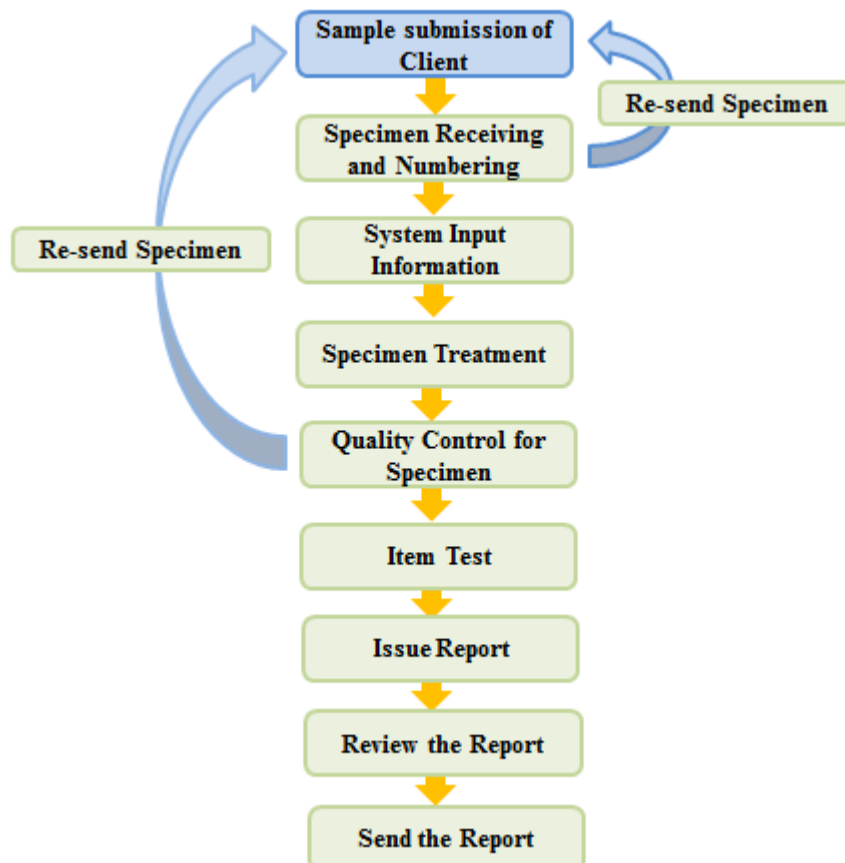 Sample submission of
Client
Re-send Specimen
Specimen Receiving
and Numbering
System Input
Information
Re-send Specimen
Specimen Treatment
Quality Control for
Specimen
Item Test
Issue Report
Review the Report
Send the Report